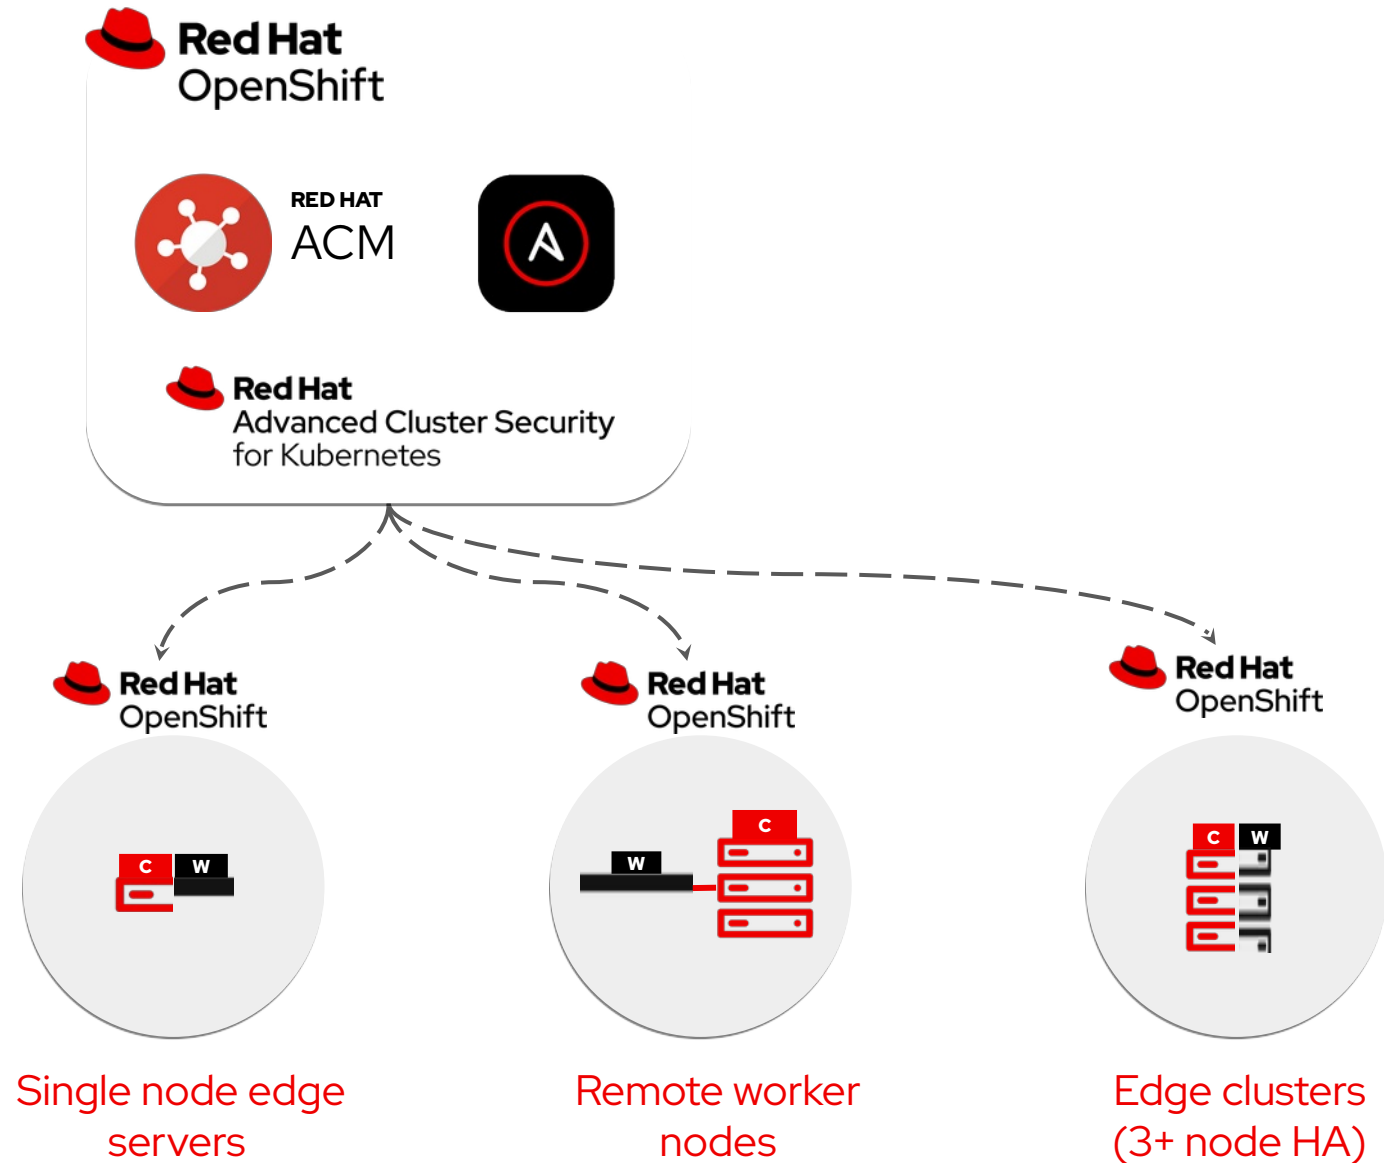 Red Hat
OpenShift
RED HAT
ACM
Red Hat
Advanced Cluster Security
for Kubernetes
Red Hat
OpenShift
Red Hat
OpenShift
Red Hat
OpenShift
C W
W
C
C W
Single node edge
servers
Remote worker
nodes
Edge clusters
(3+ node HA)